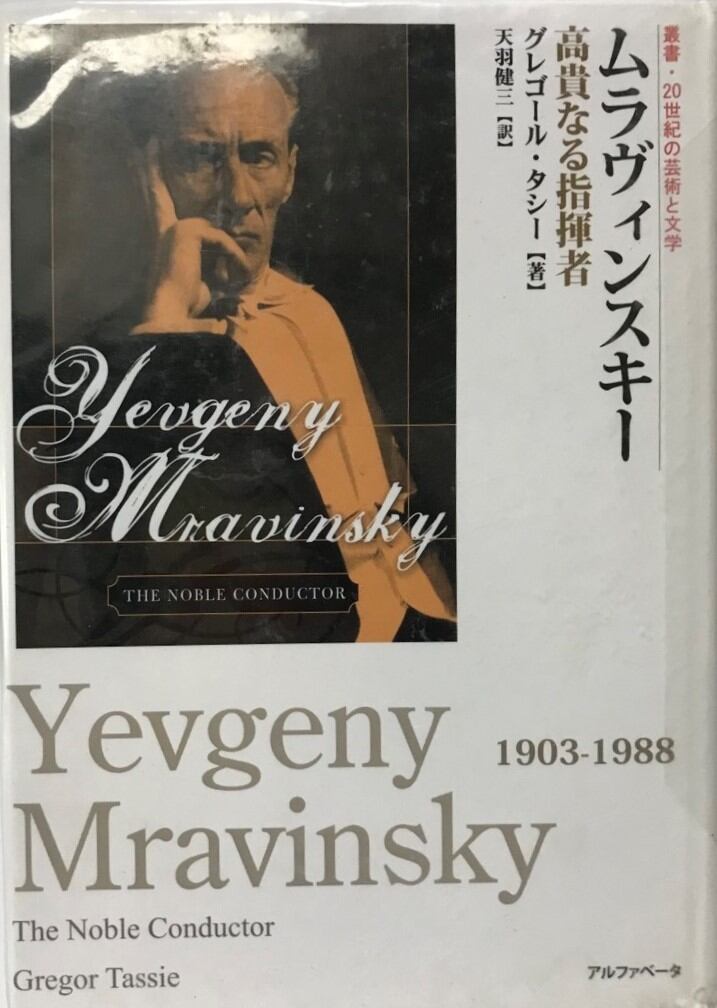 叢書・20世紀の芸術と文学
ムラヴィンスキー
高貴なる指揮者
グレゴール・タシー【著】
天羽健三【訳】
Yevgeny
Mravinsky
THE NOBLE CONDUCTOR
Yevgeny
1903-1988
Mravinsky
The Noble Conductor
Gregor Tassie
アルファベータ